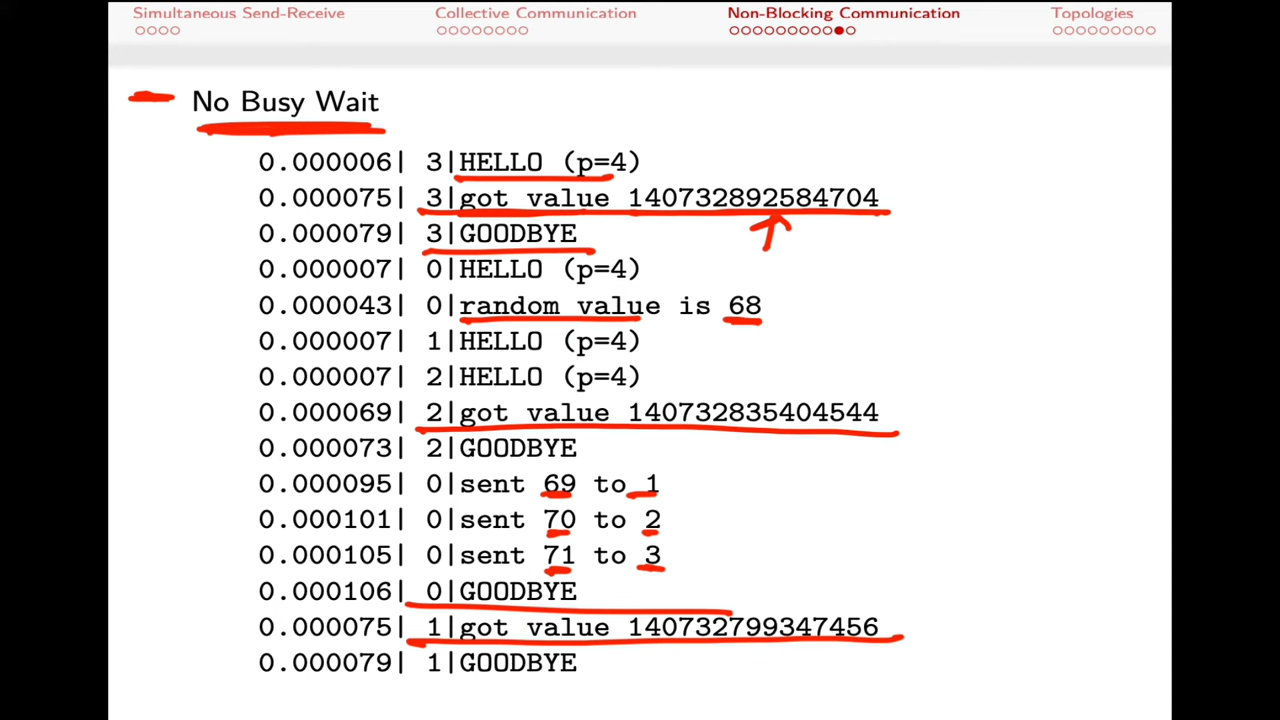 Simultaneous Send-Receive Collective Communication Non-Blocking Communication Topologies
No Busy Wait
0.000006| 3|HELLO (p=4)
0.000075| 3|got value 140732892584704
0.000079| 3|GOODBYE
0.000007| 0|HELLO (p=4)
0.000043| 0|random value is 68
0.000007| 1|HELLO (p=4)
0.000007| 2|HELLO (p=4)
0.000069| 2|got value 140732835404544
0.000073| 2|GOODBYE
0.000095| 0|sent 69 to 1
0.000101| 0|sent 70 to 2
0.000105| 0|sent 71 to 3
0.000106| 0|GOODBYE
0.000075| 1|got value 140732799347456
0.000079| 1|GOODBYE